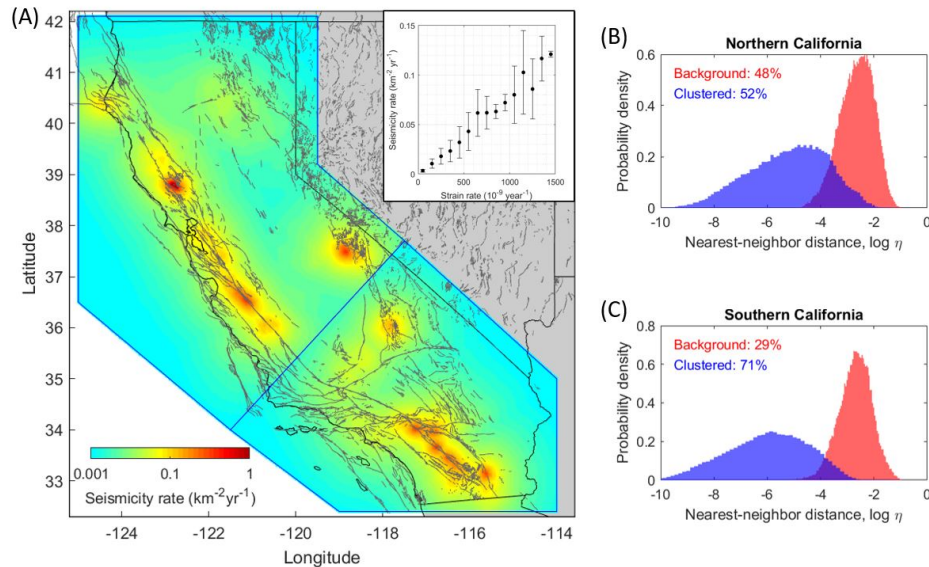 (A)
42
41
40
39
38
37
36
35
34
33
Latitude
-124
-122
-120
-118
-116
-114
Longitude
0.001
0.1
1
Seismicity rate (km-2yr-1)
0.15
0.1
0.05
0
Seismicity rate (km-2 yr-1)
0
500
1000
1500
Strain rate (10-9 year-1)
(B)
Northern California
Background: 48%
Clustered: 52%
0.6
0.4
0.2
0
Probability density
-10
-8
-6
-4
-2
0
Nearest-neighbor distance, log η
(C)
Southern California
Background: 29%
Clustered: 71%
0.8
0.6
0.4
0.2
0
Probability density
-10
-8
-6
-4
-2
0
Nearest-neighbor distance, log η